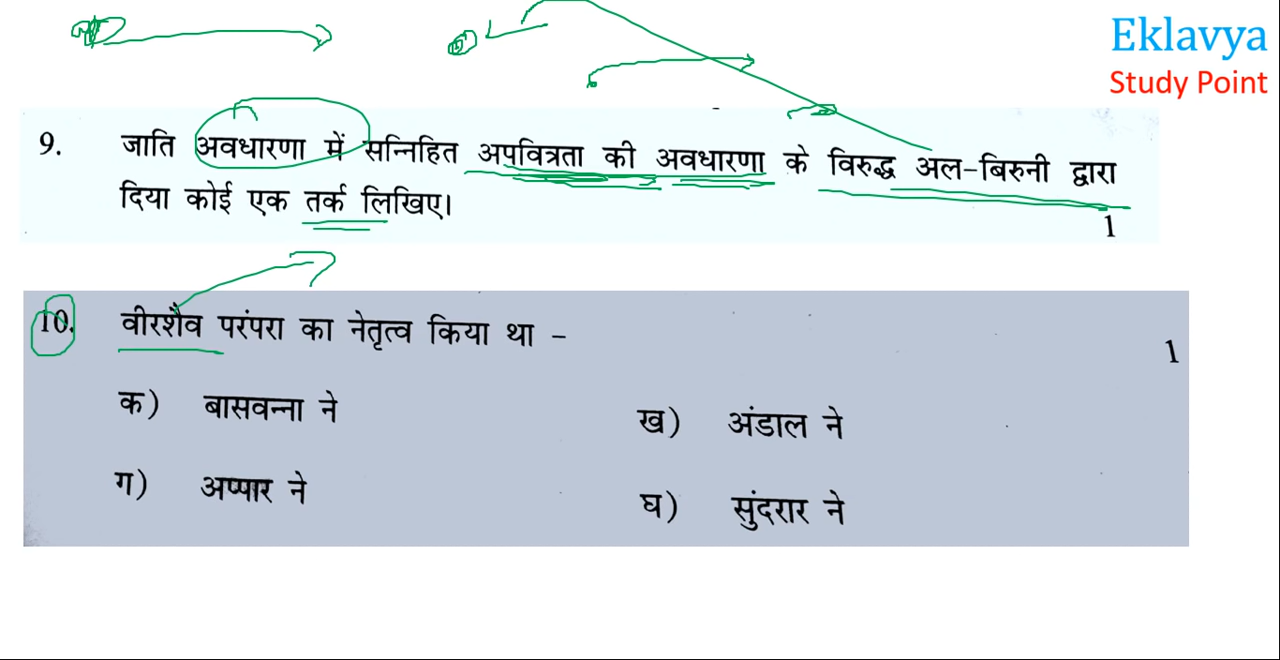 Eklavya
Study Point
9. जाति अवधारणा में सन्निहित अपवित्रता की अवधारणा के विरुद्ध अल-बिरुनी द्वारा
दिया कोई एक तर्क लिखिए।
1
10. वीरशैव परंपरा का नेतृत्व किया था –
1
क) बासवन्ना ने
ख) अंडाल ने
ग) अप्पार ने
घ) सुंदरार ने